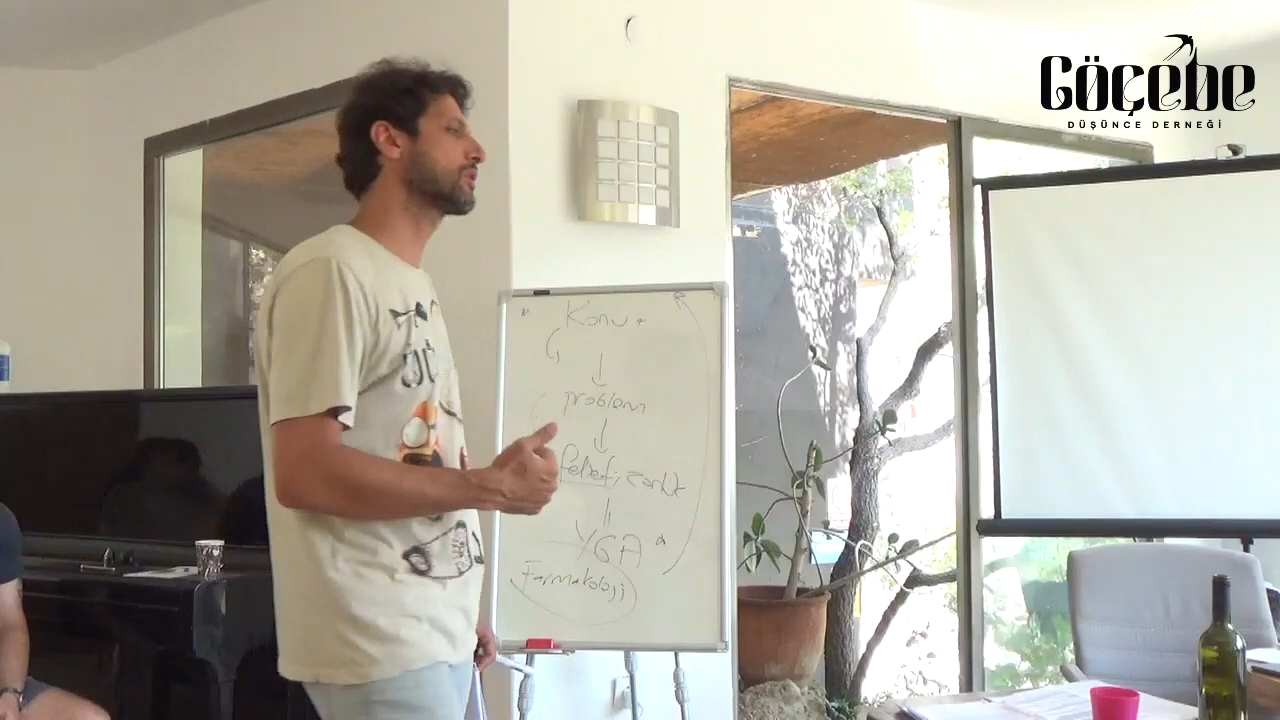 Göçebe
DÜŞÜNCE DERNEĞİ
Konu
problem
felsefi zorluk
YGA
Farmakoloji